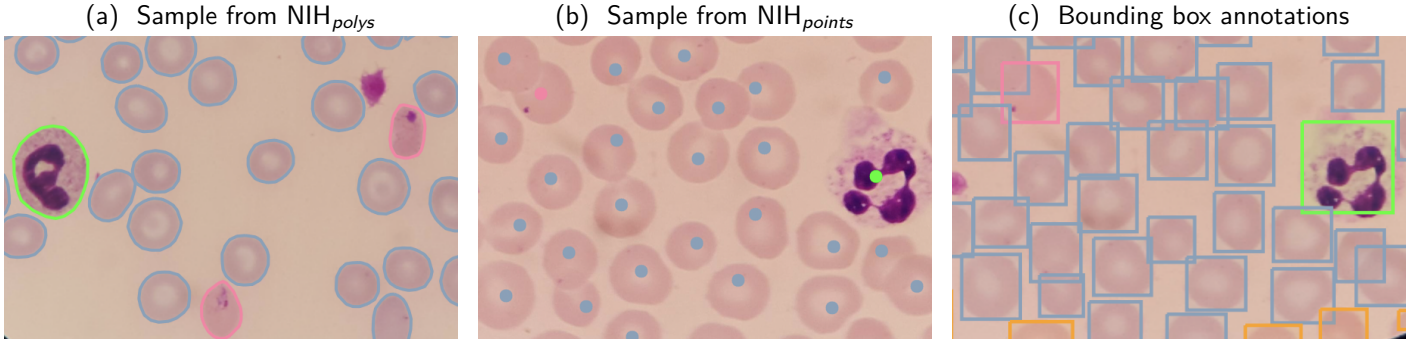 (a) Sample from NIH_polys
(b) Sample from NIH_points
(c) Bounding box annotations